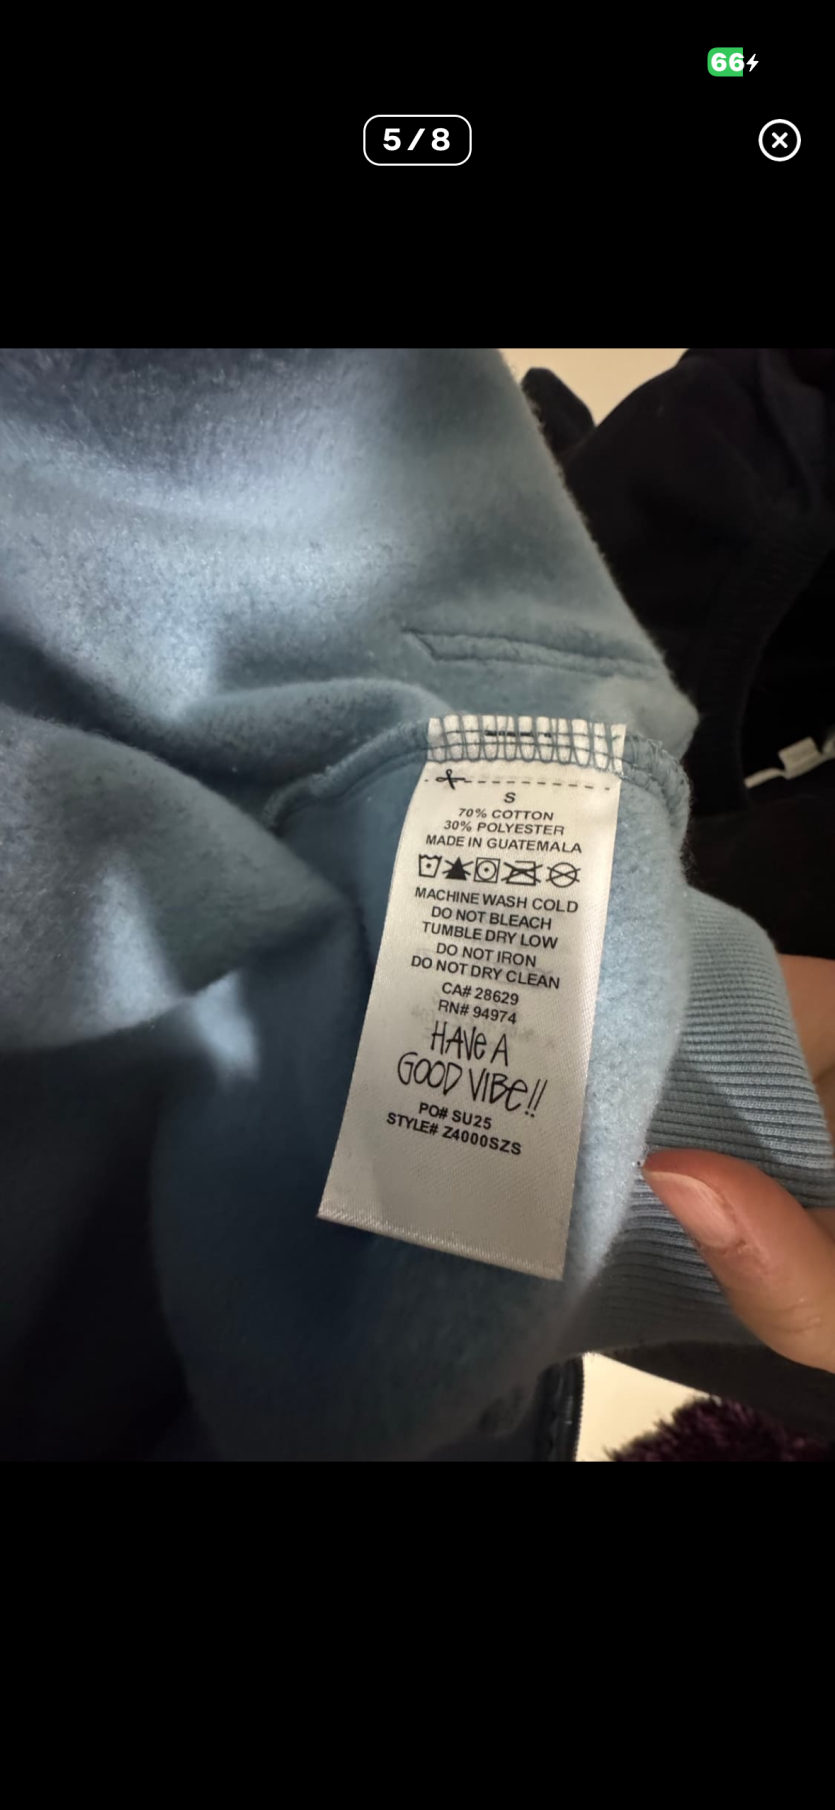 66
5/8
S
70% COTTON
30% POLYESTER
MADE IN GUATEMALA
MACHINE WASH COLD
DO NOT BLEACH
TUMBLE DRY LOW
DO NOT IRON
DO NOT DRY CLEAN
CA# 28629
RN# 94974
HAVE A
GOOD VIBE!!
PO# SU25
STYLE# Z4000SZS